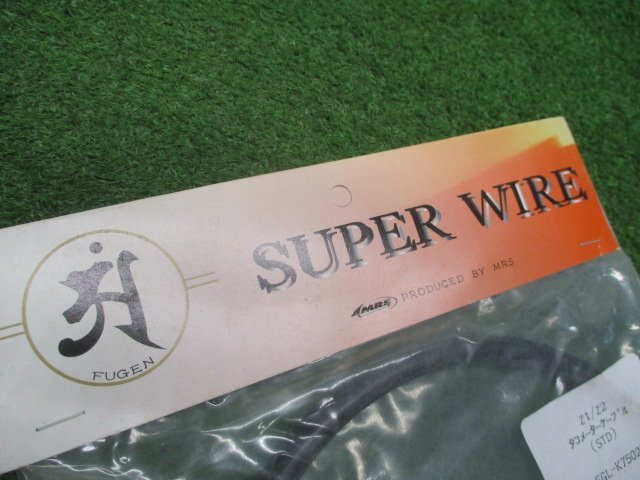 SUPER WIRE
MRS PRODUCED BY MRS
FUGEN
Z1/Z2
タコメーターケーブル
(STD)